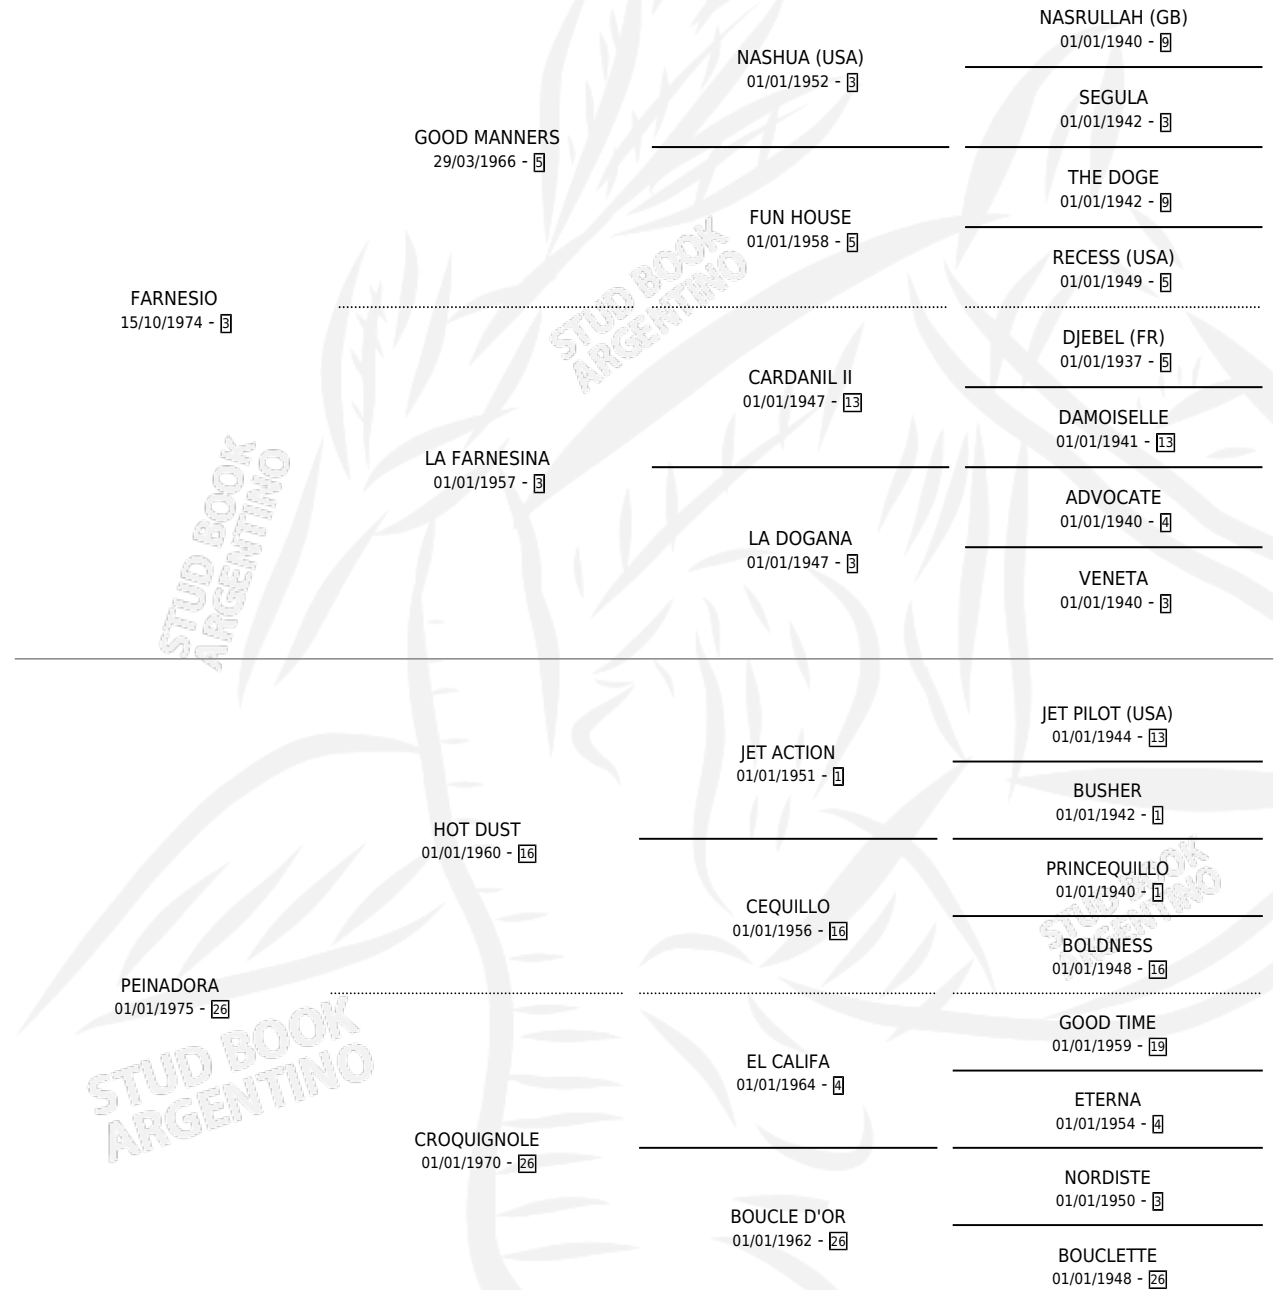 NASRULLAH (GB)
01/01/1940 - 9
NASHUA (USA)
01/01/1952 - 3
SEGULA
01/01/1942 - 3
GOOD MANNERS
29/03/1966 - 5
THE DOGE
01/01/1942 - 9
FUN HOUSE
01/01/1958 - 5
RECESS (USA)
01/01/1949 - 5
FARNESIO
15/10/1974 - 3
DJEBEL (FR)
01/01/1937 - 5
CARDANIL II
01/01/1947 - 13
DAMOISELLE
01/01/1941 - 13
LA FARNESINA
01/01/1957 - 3
ADVOCATE
01/01/1940 - 4
LA DOGANA
01/01/1947 - 3
VENETA
01/01/1940 - 3
STUD BOOK
ARGENTINO
STUD BOOK
ARGENTINO
JET PILOT (USA)
01/01/1944 - 13
JET ACTION
01/01/1951 - 1
BUSHER
01/01/1942 - 1
HOT DUST
01/01/1960 - 16
PRINCEQUILLO
01/01/1940 - 1
CEQUILLO
01/01/1956 - 16
BOLDNESS
01/01/1948 - 16
PEINADORA
01/01/1975 - 26
GOOD TIME
01/01/1959 - 19
EL CALIFA
01/01/1964 - 4
ETERNA
01/01/1954 - 4
CROQUIGNOLE
01/01/1970 - 26
NORDISTE
01/01/1950 - 3
BOUCLE D'OR
01/01/1962 - 26
BOUCLETTE
01/01/1948 - 26
STUD BOOK
ARGENTINO
STUD BOOK
ARGENTINO